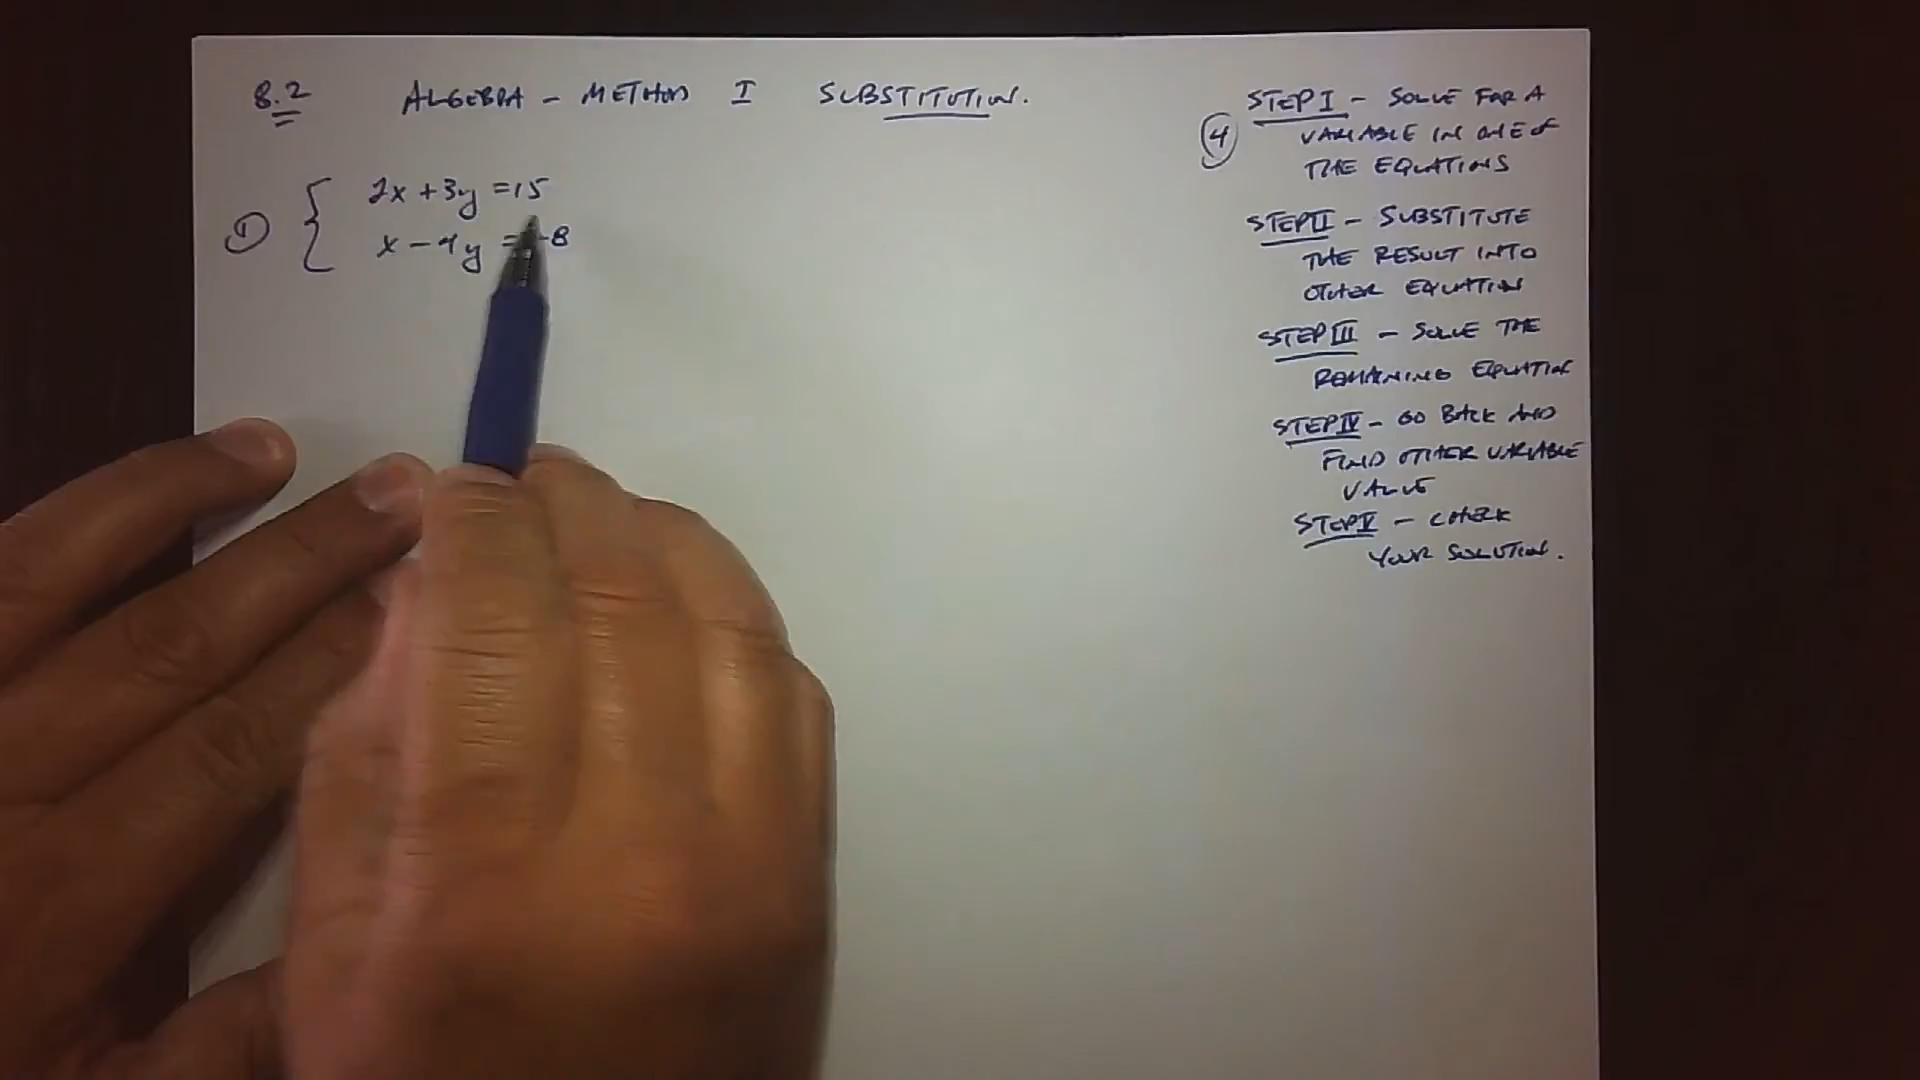 8.2 ALGEBRA - METHOD I SUBSTITUTION.
① { 2x + 3y = 15
x - 4y = -8
④ STEP I - SOLVE FOR A
VARIABLE IN ONE OF
THE EQUATIONS
STEP II - SUBSTITUTE
THE RESULT INTO
OTHER EQUATION
STEP III - SOLVE THE
REMAINING EQUATION
STEP IV - GO BACK AND
FIND OTHER VARIABLE
VALUE
STEP V - CHECK
YOUR SOLUTION.